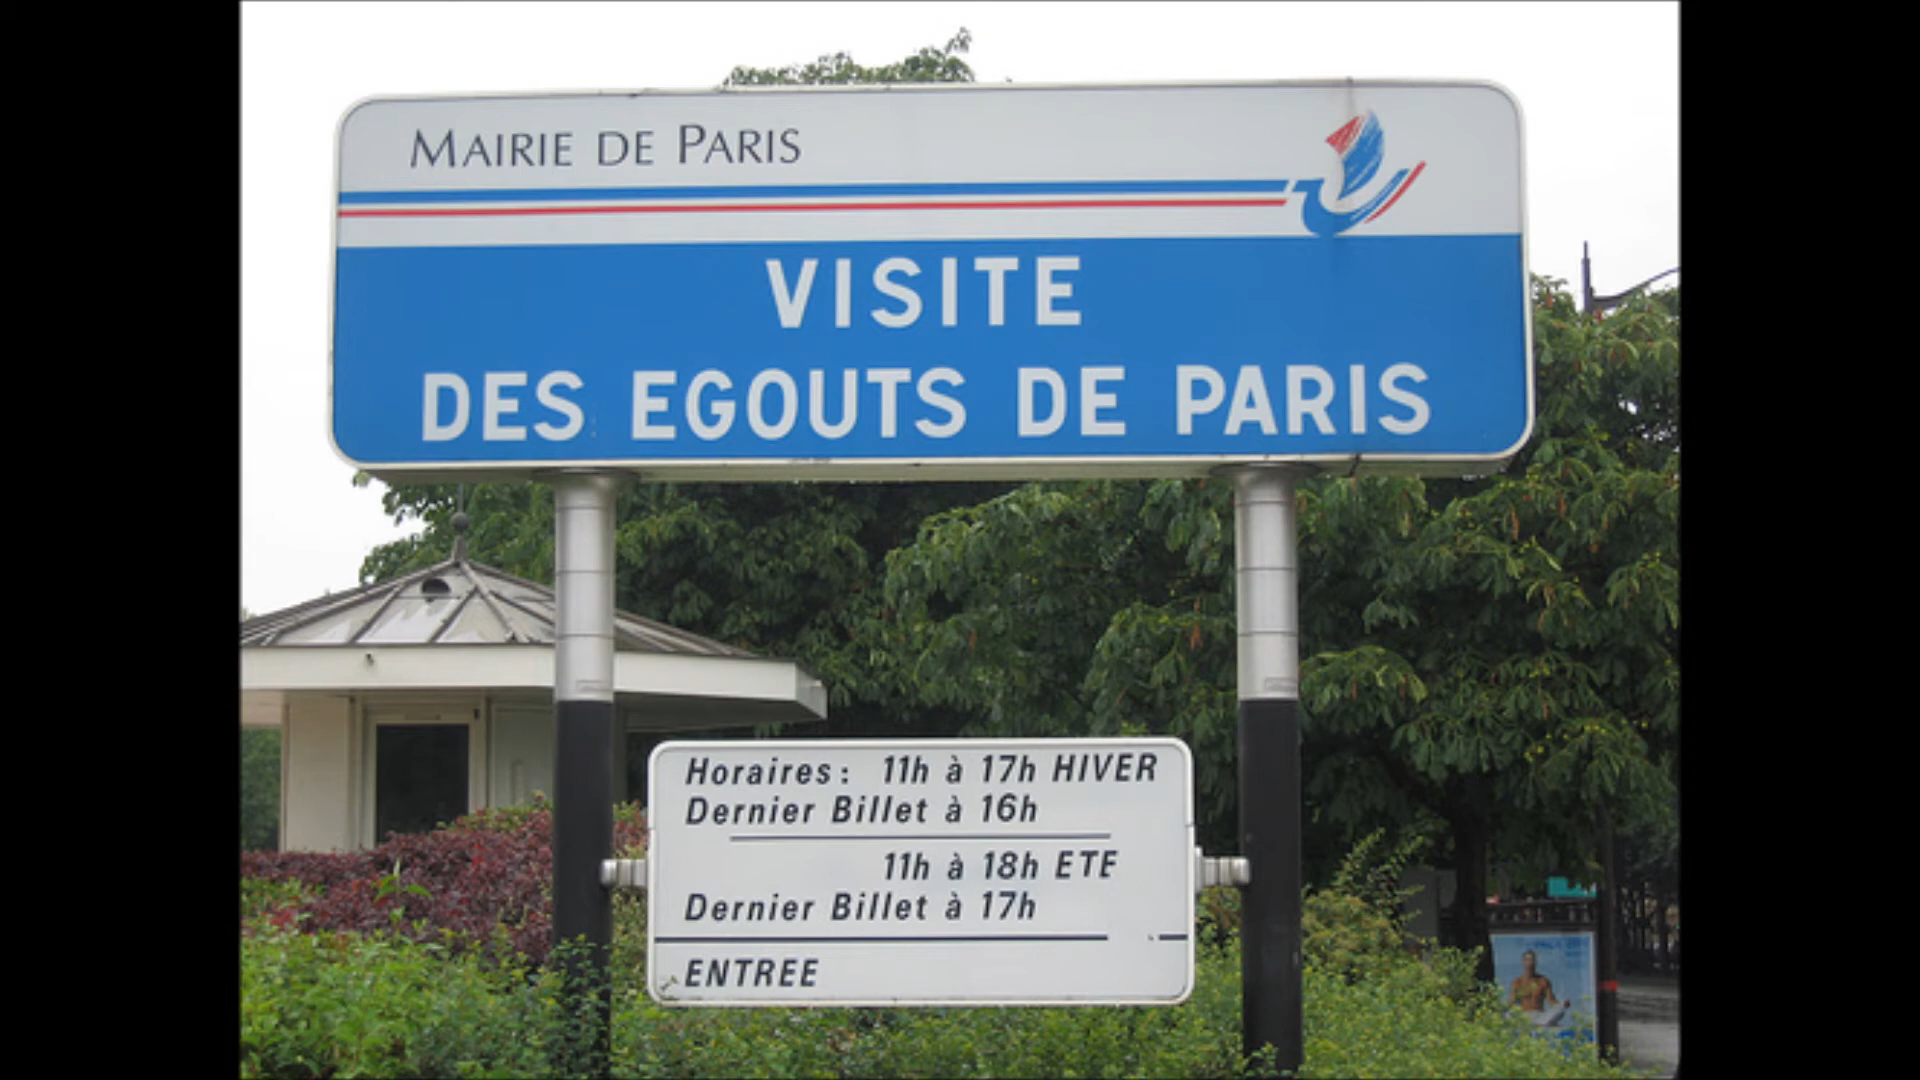 MAIRIE DE PARIS
VISITE
DES EGOUTS DE PARIS
Horaires: 11h à 17h HIVER
Dernier Billet à 16h
11h à 18h ETE
Dernier Billet à 17h
ENTREE